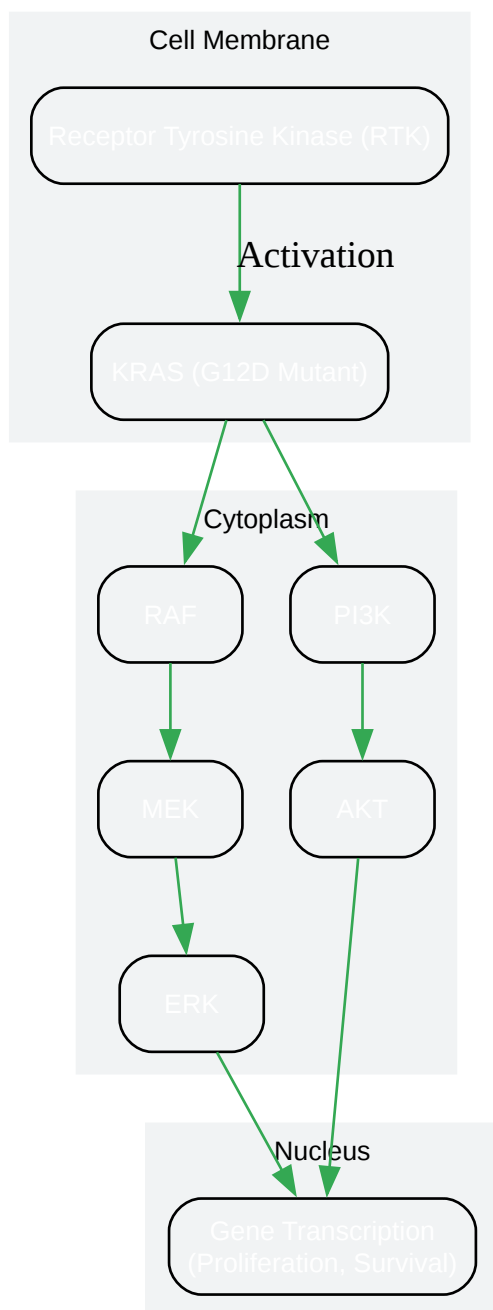 Cell Membrane
Receptor Tyrosine Kinase (RTK)
Activation
KRAS (G12D Mutant)
Cytoplasm
RAF
PI3K
MEK
AKT
ERK
Nucleus
Gene Transcription
(Proliferation, Survival)